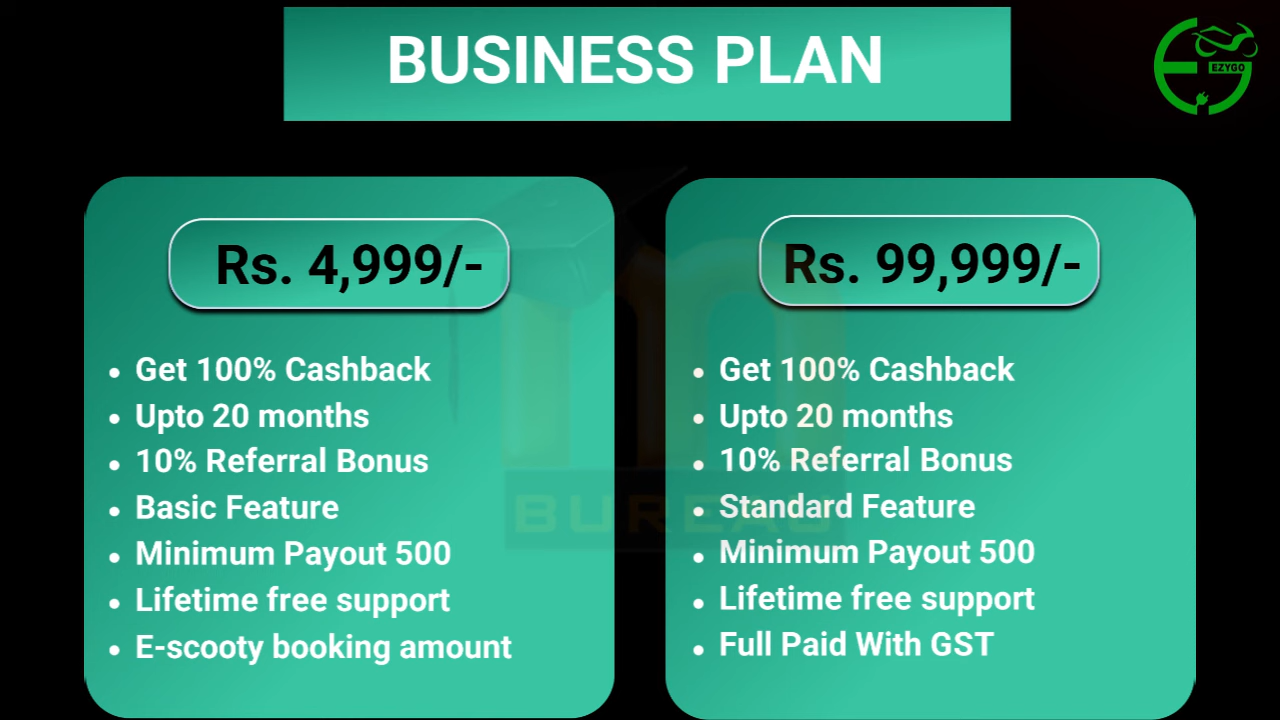 BUSINESS PLAN
EZYGO
Rs. 4,999/-
Get 100% Cashback
Upto 20 months
10% Referral Bonus
Basic Feature
Minimum Payout 500
Lifetime free support
E-scooty booking amount
Rs. 99,999/-
Get 100% Cashback
Upto 20 months
10% Referral Bonus
Standard Feature
Minimum Payout 500
Lifetime free support
Full Paid With GST
BUREAU